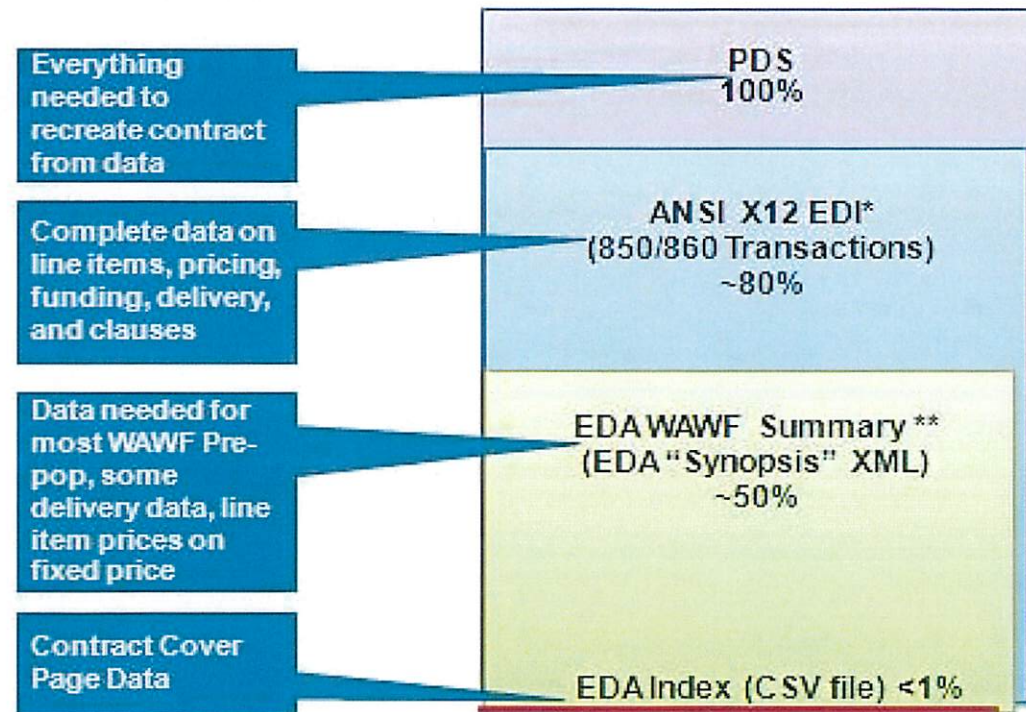 Everything
needed to
recreate contract
from data
PDS
100%
Complete data on
line items, pricing,
funding, delivery,
and clauses
ANSI X12 EDI*
(850/860 Transactions)
~80%
Data needed for
most WAWF Pre-
pop, some
delivery data, line
item prices on
fixed price
EDA WAWF Summary **
(EDA “Synopsis” XML)
~50%
Contract Cover
Page Data
EDA Index (CSV file) <1%